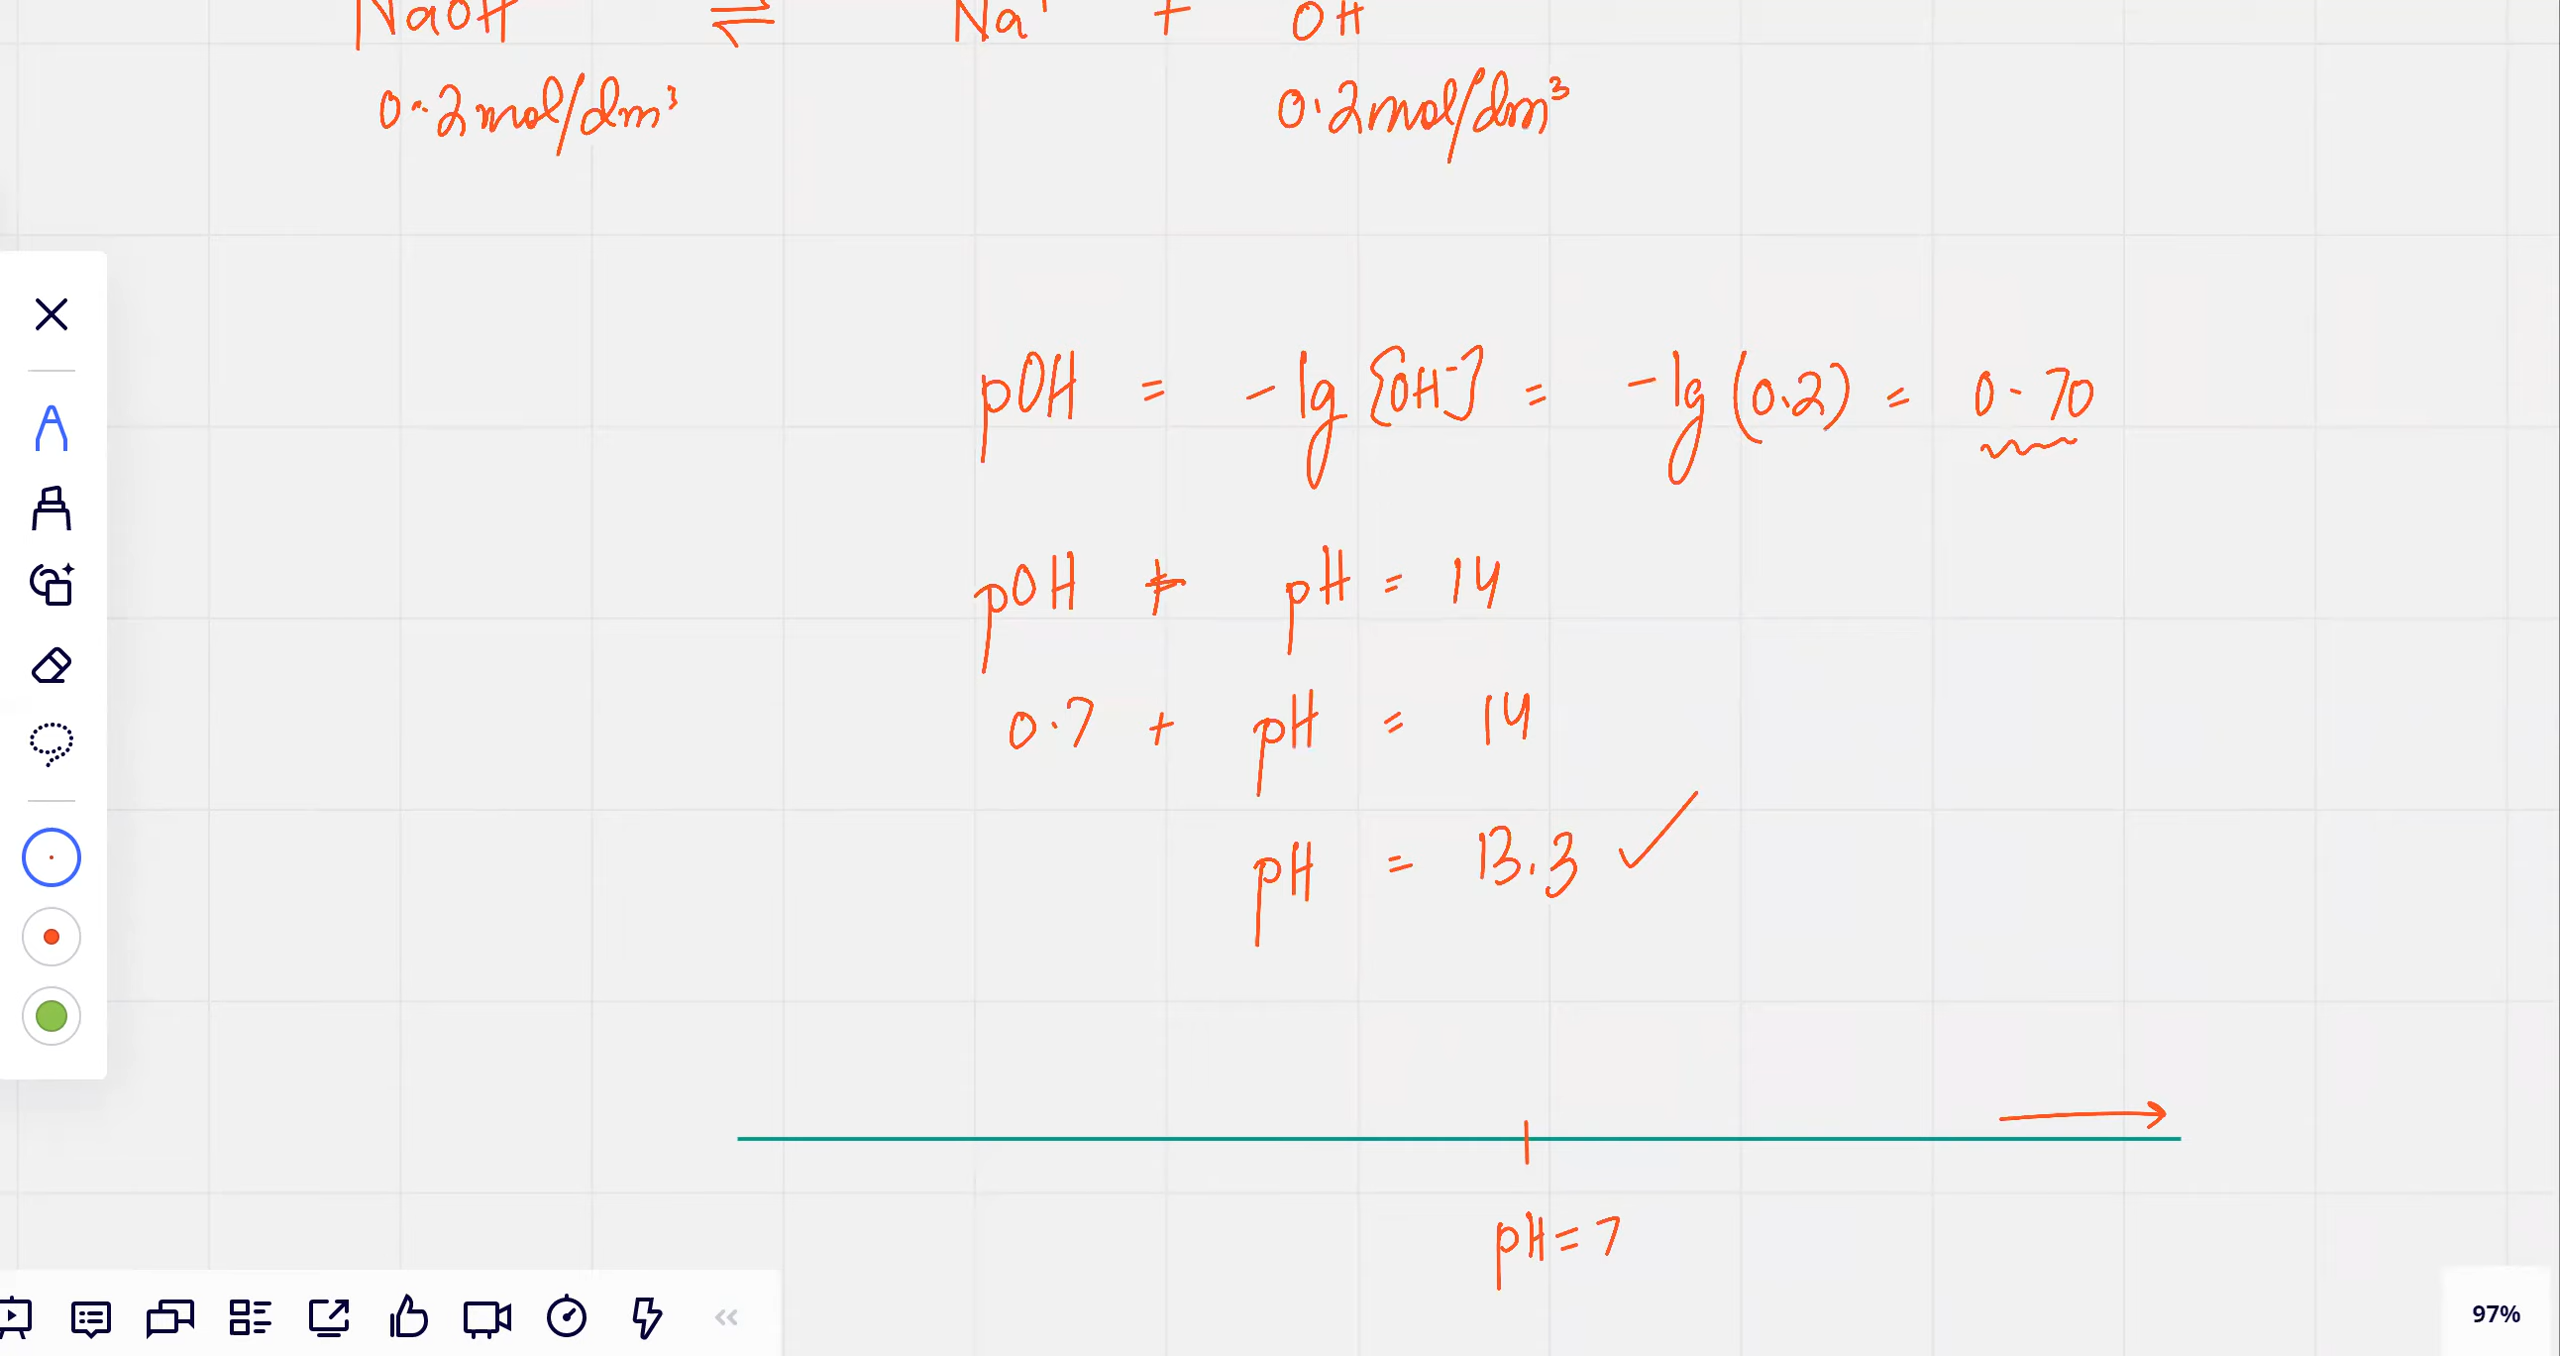 NaOH ⇌ Na⁺ + OH
0.2mol/dm³ 0.2mol/dm³
pOH = -lg [OH⁻] = -lg (0.2) = 0.70
pOH + pH = 14
0.7 + pH = 14
pH = 13.3 ✓
pH = 7
97%